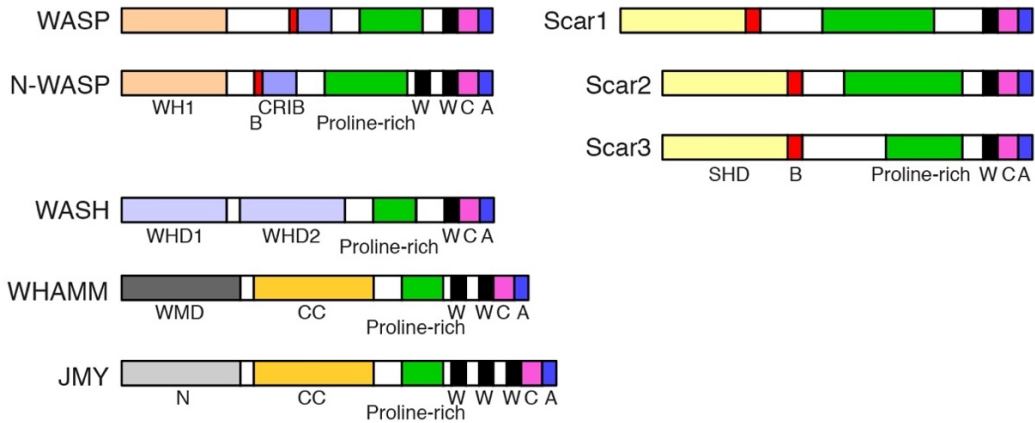 WASP
N-WASP
WH1 B CRIB Proline-rich W W C A
WASH
WHD1 WHD2 Proline-rich W C A
WHAMM
WMD CC Proline-rich W W C A
JMY
N CC Proline-rich W W W C A
Scar1
Scar2
Scar3
SHD B Proline-rich W C A